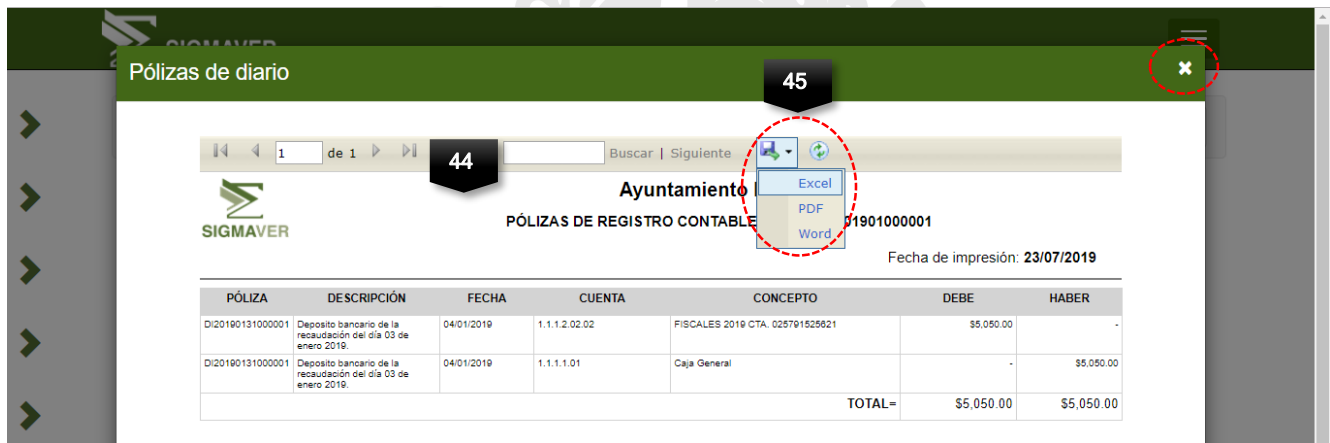 SIGMAVER
Pólizas de diario
45
1 de 1
44
Buscar | Siguiente
Excel
PDF
Word
SIGMAVER
Ayuntamiento
PÓLIZAS DE REGISTRO CONTABLE 01901000001
Fecha de impresión: 23/07/2019
PÓLIZA DESCRIPCIÓN FECHA CUENTA CONCEPTO DEBE HABER
DI20190131000001 Deposito bancario de la recaudación del día 03 de enero 2019. 04/01/2019 1.1.1.2.02.02 FISCALES 2019 CTA. 025791525621 $5,050.00 -
DI20190131000001 Deposito bancario de la recaudación del día 03 de enero 2019. 04/01/2019 1.1.1.1.01 Caja General - $5,050.00
TOTAL= $5,050.00 $5,050.00